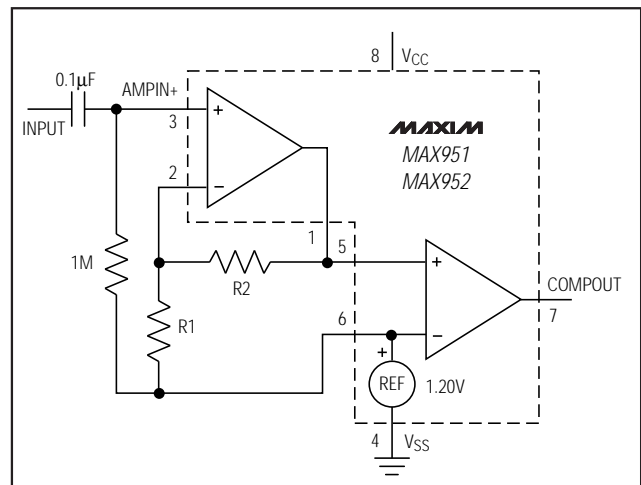 8 VCC
0.1µF
AMPIN+
INPUT
3
+
MAXIM
MAX951
MAX952
2
−
1
5
+
1M
R2
COMPOUT
7
6
−
R1
+
REF
1.20V
4 VSS